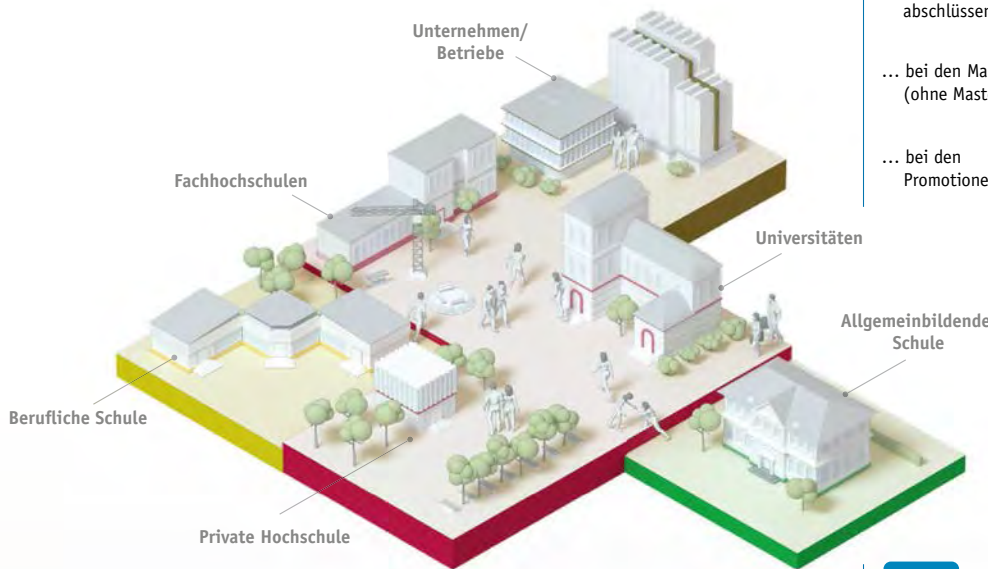 abschlüssen
Unternehmen/
Betriebe
… bei den Ma
(ohne Mast
… bei den
Promotione
Fachhochschulen
Universitäten
Allgemeinbildende
Schule
Berufliche Schule
Private Hochschule